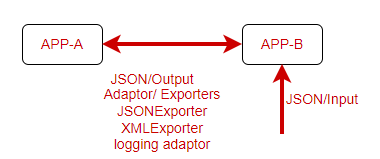 APP-A
APP-B
JSON/Output
Adaptor/ Exporters
JSONExporter
XMLExporter
logging adaptor
JSON/Input